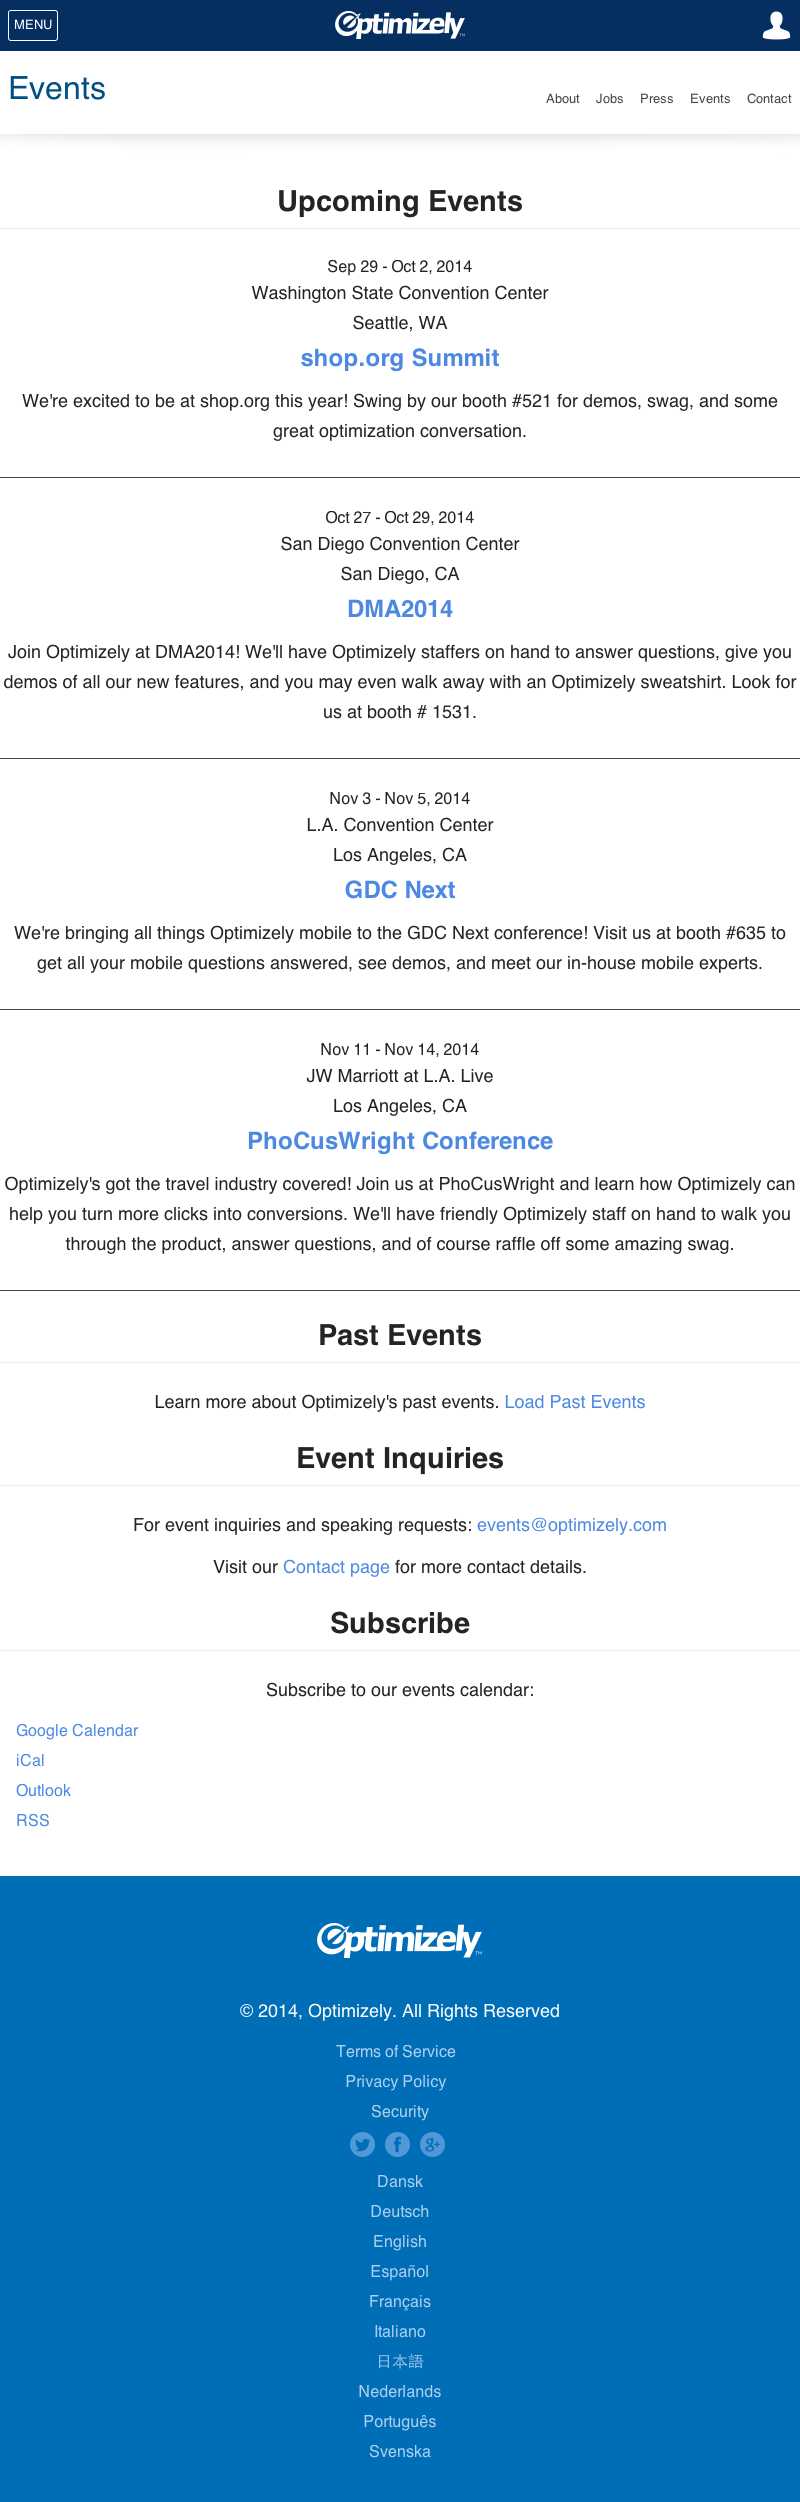 MENU
Optimizely
Events
About Jobs Press Events Contact
Upcoming Events
Sep 29 - Oct 2, 2014
Washington State Convention Center
Seattle, WA
shop.org Summit
We're excited to be at shop.org this year! Swing by our booth #521 for demos, swag, and some
great optimization conversation.
Oct 27 - Oct 29, 2014
San Diego Convention Center
San Diego, CA
DMA2014
Join Optimizely at DMA2014! We'll have Optimizely staffers on hand to answer questions, give you
demos of all our new features, and you may even walk away with an Optimizely sweatshirt. Look for
us at booth # 1531.
Nov 3 - Nov 5, 2014
L.A. Convention Center
Los Angeles, CA
GDC Next
We're bringing all things Optimizely mobile to the GDC Next conference! Visit us at booth #635 to
get all your mobile questions answered, see demos, and meet our in-house mobile experts.
Nov 11 - Nov 14, 2014
JW Marriott at L.A. Live
Los Angeles, CA
PhoCusWright Conference
Optimizely's got the travel industry covered! Join us at PhoCusWright and learn how Optimizely can
help you turn more clicks into conversions. We'll have friendly Optimizely staff on hand to walk you
through the product, answer questions, and of course raffle off some amazing swag.
Past Events
Learn more about Optimizely's past events. Load Past Events
Event Inquiries
For event inquiries and speaking requests: events@optimizely.com
Visit our Contact page for more contact details.
Subscribe
Subscribe to our events calendar:
Google Calendar
iCal
Outlook
RSS
Optimizely™
© 2014, Optimizely. All Rights Reserved
Terms of Service
Privacy Policy
Security
Dansk
Deutsch
English
Español
Français
Italiano
日本語
Nederlands
Português
Svenska